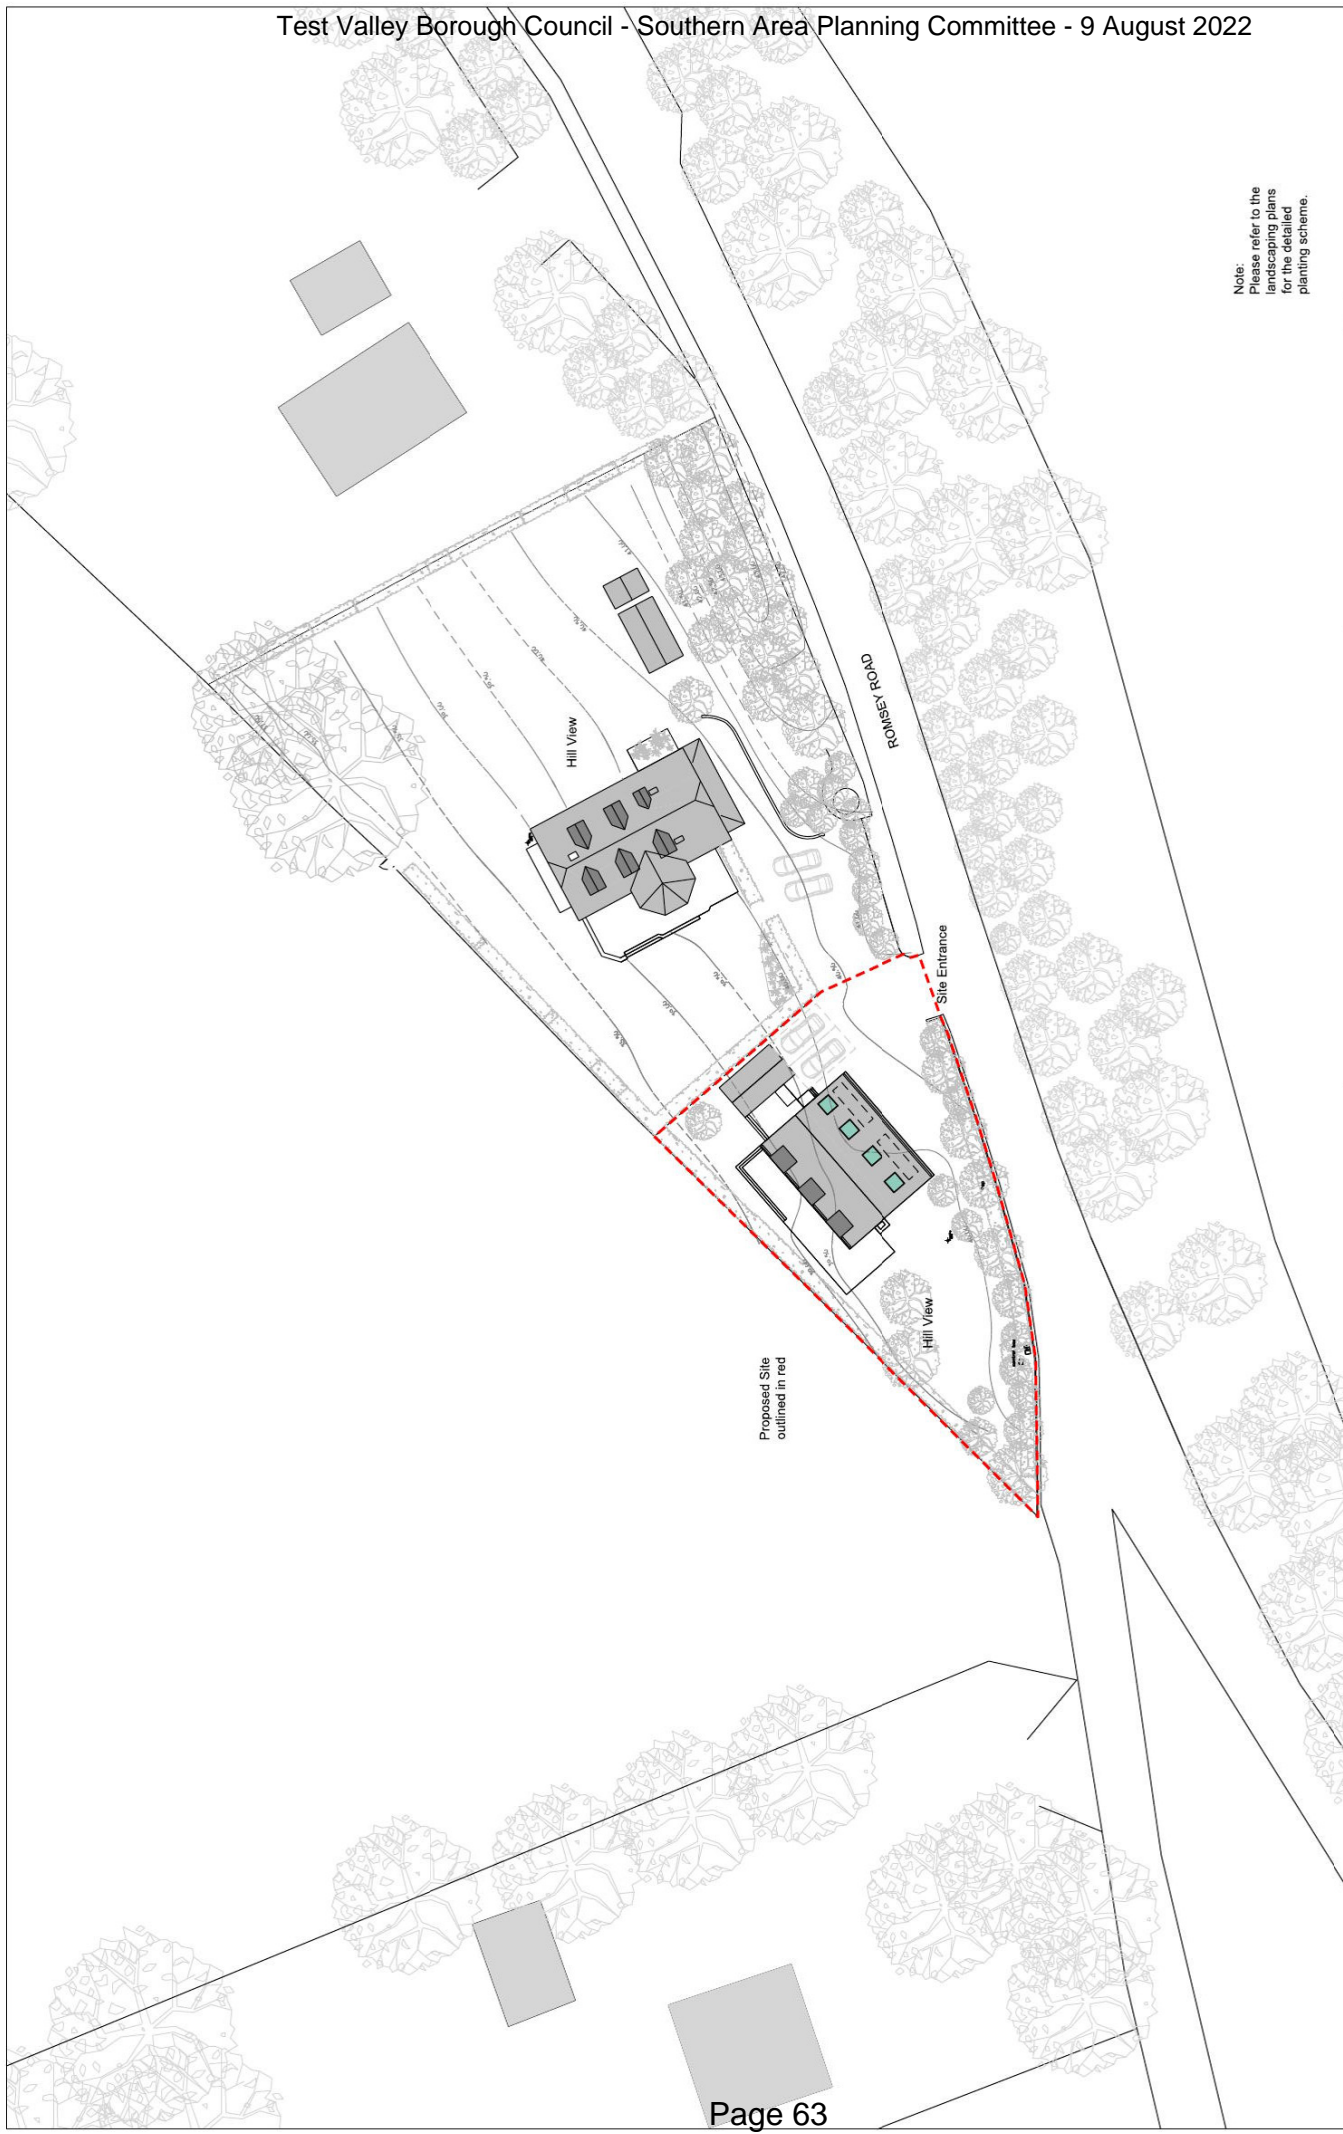 Test Valley Borough Council - Southern Area Planning Committee - 9 August 2022
Note:
Please refer to the
landscaping plans
for the detailed
planting scheme.
Hill View
ROMSEY ROAD
Site Entrance
Hill View
Proposed Site
outlined in red
Page 63